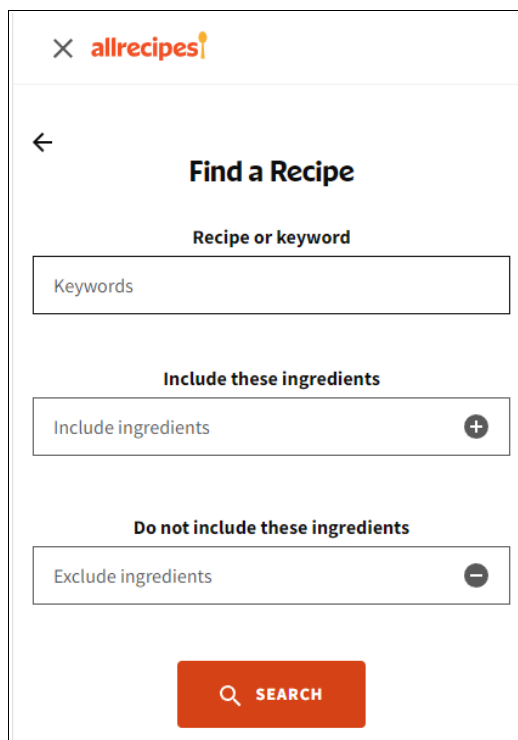 allrecipes
Find a Recipe
Recipe or keyword
Keywords
Include these ingredients
Include ingredients
Do not include these ingredients
Exclude ingredients
SEARCH